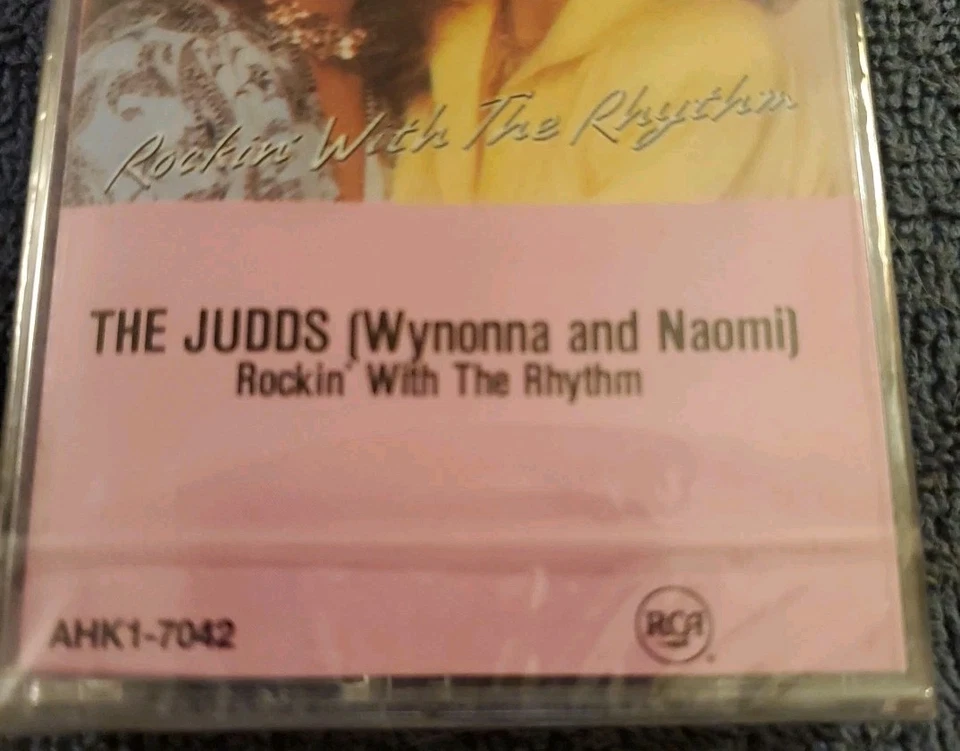 Rockin' With The Rhythm
THE JUDDS (Wynonna and Naomi)
Rockin' With The Rhythm
AHK1-7042
RCA